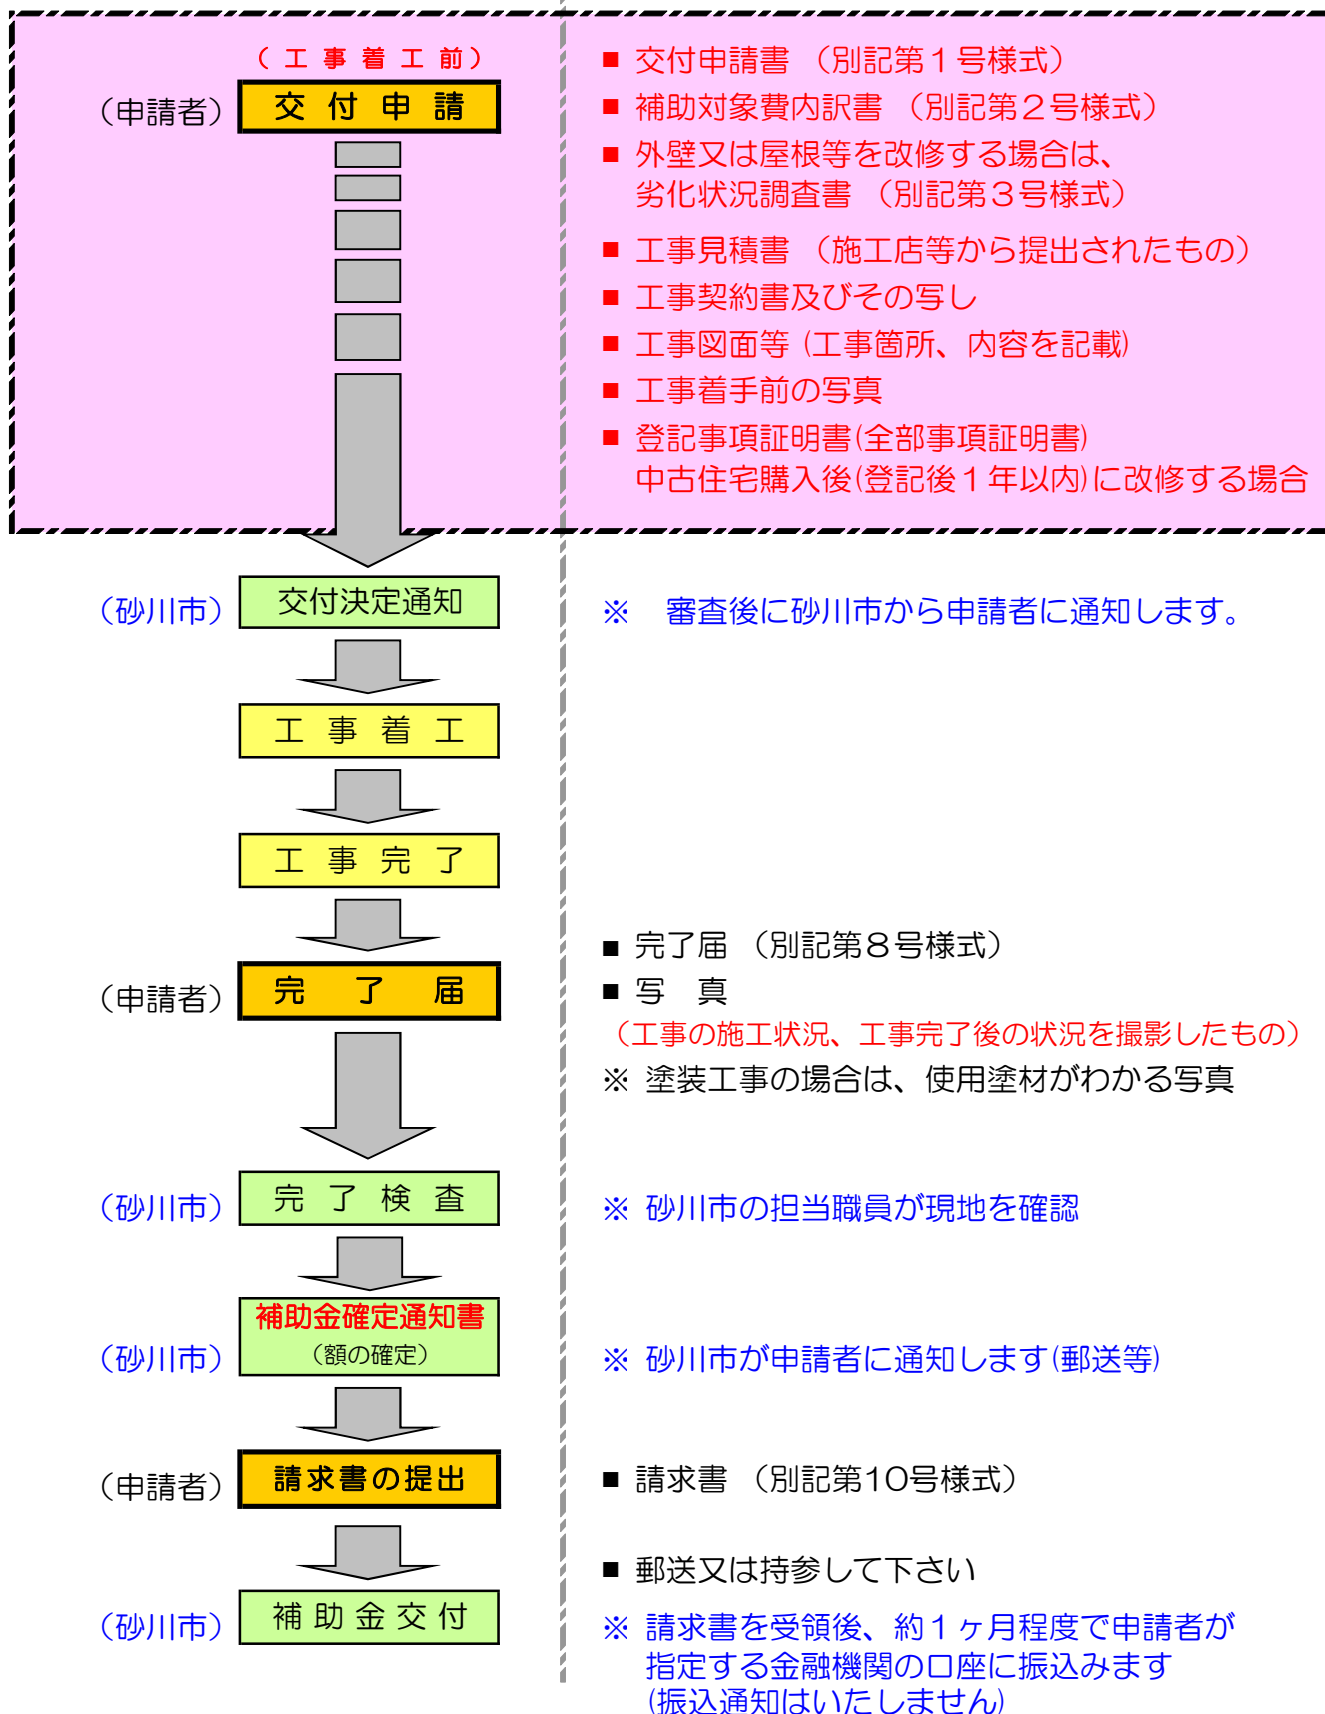 （工事着工前）
（申請者）
交付申請
■ 交付申請書 （別記第１号様式）
■ 補助対象費内訳書 （別記第２号様式）
■ 外壁又は屋根等を改修する場合は、
劣化状況調査書 （別記第３号様式）
■ 工事見積書 （施工店等から提出されたもの）
■ 工事契約書及びその写し
■ 工事図面等 (工事箇所、内容を記載)
■ 工事着手前の写真
■ 登記事項証明書(全部事項証明書)
中古住宅購入後(登記後１年以内)に改修する場合
（砂川市）
交付決定通知
※　審査後に砂川市から申請者に通知します。
工事着工
工事完了
（申請者）
完了届
■ 完了届 （別記第８号様式）
■ 写　真
（工事の施工状況、工事完了後の状況を撮影したもの）
※ 塗装工事の場合は、使用塗材がわかる写真
（砂川市）
完了検査
※ 砂川市の担当職員が現地を確認
（砂川市）
補助金確定通知書
（額の確定）
※ 砂川市が申請者に通知します(郵送等)
（申請者）
請求書の提出
■ 請求書 （別記第10号様式）
■ 郵送又は持参して下さい
（砂川市）
補助金交付
※ 請求書を受領後、約１ヶ月程度で申請者が
指定する金融機関の口座に振込みます
(振込通知はいたしません)